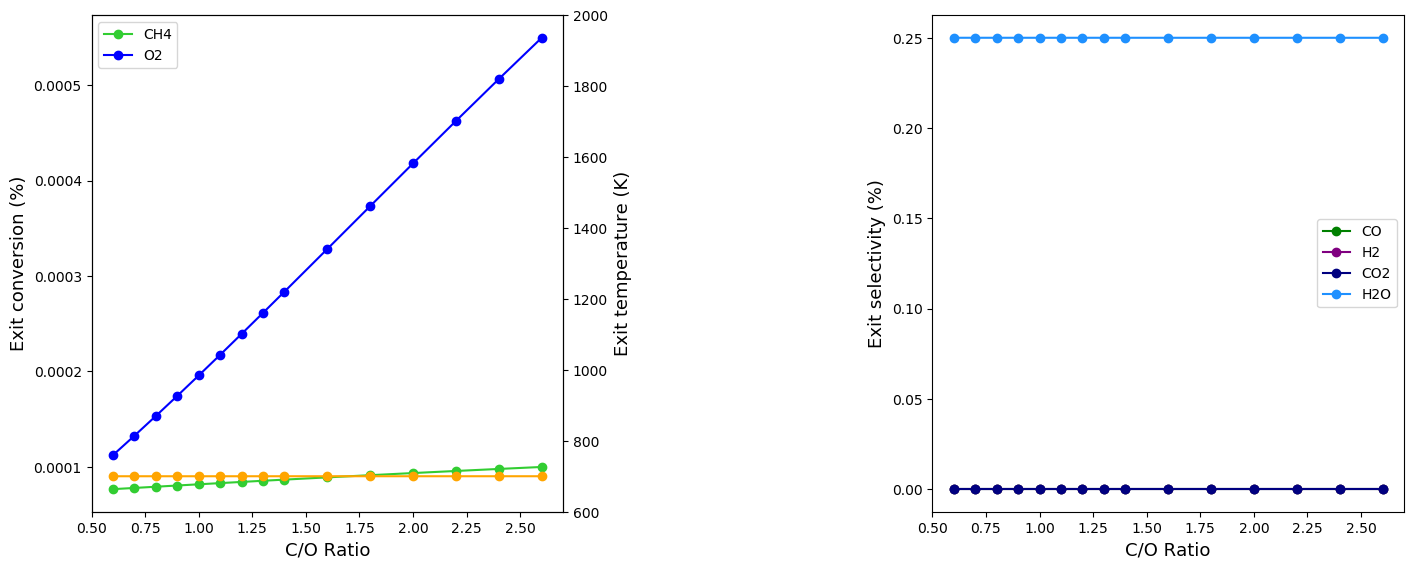 CH4
O2
0.0005
0.0004
0.0003
0.0002
0.0001
Exit conversion (%)
0.50 0.75 1.00 1.25 1.50 1.75 2.00 2.25 2.50
C/O Ratio
2000
1800
1600
1400
1200
1000
800
600
Exit temperature (K)
0.25
0.20
0.15
0.10
0.05
0.00
Exit selectivity (%)
CO
H2
CO2
H2O
0.50 0.75 1.00 1.25 1.50 1.75 2.00 2.25 2.50
C/O Ratio